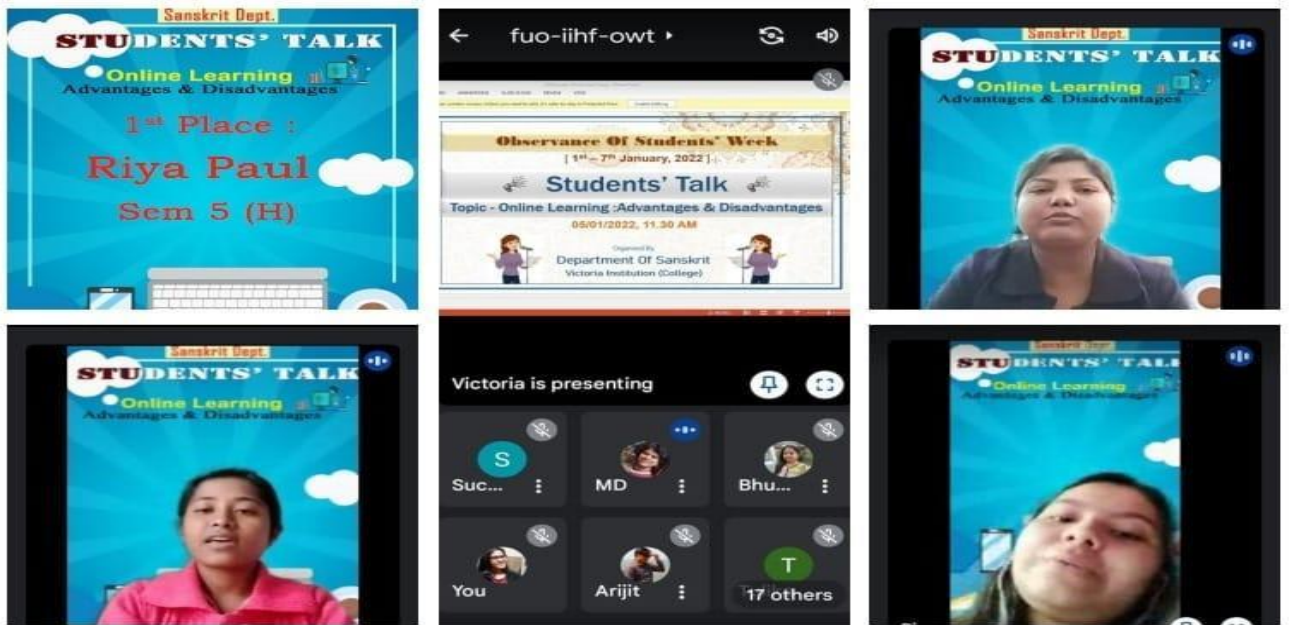 Sanskrit Dept.
STUDENTS' TALK
Online Learning
Advantages & Disadvantages
1st Place :
Riya Paul
Sem 5 (H)
fuo-iihf-owt
Observance Of Students' Week
[ 1st – 7th January, 2022 ]
Students' Talk
Topic - Online Learning :Advantages & Disadvantages
05/01/2022, 11.30 AM
Organised By
Department Of Sanskrit
Victoria Institution (College)
Victoria is presenting
S
Suc...
MD
Bhu...
You
Arijit
T
17 others
Sanskrit Dept.
STUDENTS' TALK
Online Learning
Advantages & Disadvantages
Sanskrit Dept.
STUDENTS' TALK
Online Learning
Advantages & Disadvantages
Sanskrit Dept.
STUDENTS' TALK
Online Learning
Advantages & Disadvantages